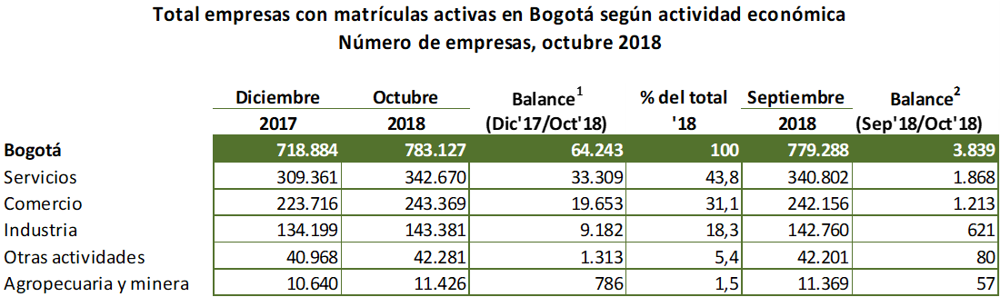 Total empresas con matrículas activas en Bogotá según actividad económica
Número de empresas, octubre 2018
Diciembre Octubre Balance1 % del total Septiembre Balance2
2017 2018 (Dic'17/Oct'18) '18 2018 (Sep'18/Oct'18)
Bogotá 718.884 783.127 64.243 100 779.288 3.839
Servicios 309.361 342.670 33.309 43,8 340.802 1.868
Comercio 223.716 243.369 19.653 31,1 242.156 1.213
Industria 134.199 143.381 9.182 18,3 142.760 621
Otras actividades 40.968 42.281 1.313 5,4 42.201 80
Agropecuaria y minera 10.640 11.426 786 1,5 11.369 57